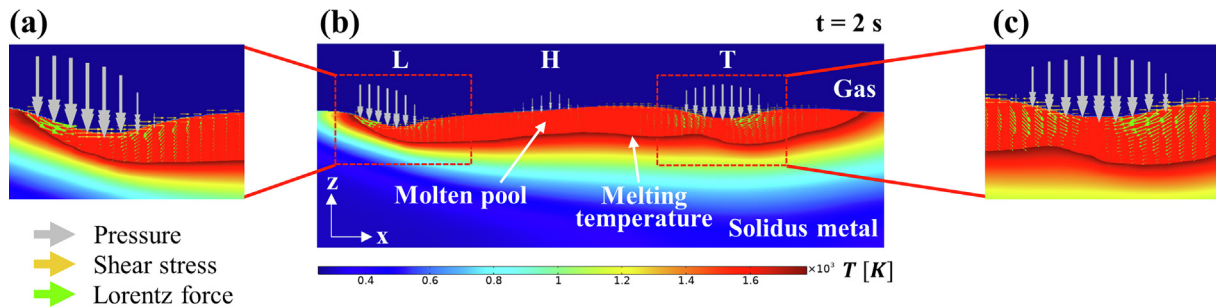 (a)
(b)
t = 2 s
(c)
L
H
T
Gas
Molten pool
Melting
temperature
Solidus metal
z
x
Pressure
Shear stress
Lorentz force
0.4 0.6 0.8 1 1.2 1.4 1.6
×10³
T [K]